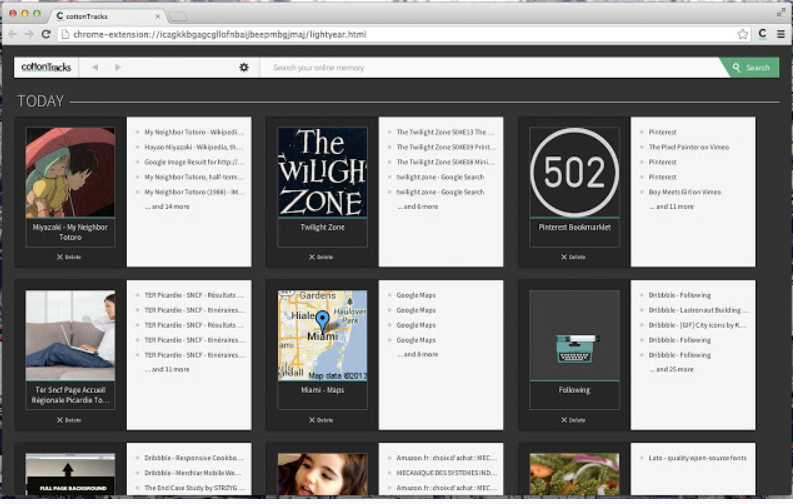 cottonTracks
chrome-extension://icagkkbgagcgllofnbaijbeepmbgjmaj/lightyear.html
cottonTracks
Search your online memory
Search
TODAY
My Neighbor Totoro - Wikipedi...
Hayao Miyazaki - Wikipedia, th...
Google Image Result for http:/...
My Neighbor Totoro, half-term...
My Neighbor Totoro (1988) - IM...
... and 14 more
Miyazaki - My Neighbor
Totoro
Delete
The Twilight Zone S04E13 The ...
The Twilight Zone S04E09 Print...
The Twilight Zone S04E08 Mini...
twilight zone - Google Search
twilight zone - Google Search
... and 6 more
The
TWILIGHT
ZONE
Twilight Zone
Delete
Pinterest
The Pixel Painter on Vimeo
Pinterest
Pinterest
Boy Meets Girl on Vimeo
... and 11 more
502
Pinterest Bookmarklet
Delete
TER Picardie - SNCF - Résultats ...
TER Picardie - SNCF - Itinéraires...
TER Picardie - SNCF - Résultats ...
TER Picardie - SNCF - Itinéraires...
TER Picardie - SNCF - Itinéraires...
... and 31 more
Ter Sncf Page Accueil
Régionale Picardie To...
Delete
Gardens
Hiale
Haulover
Park
Miami
ami
ndall
Map data ©2013
Google Maps
Google Maps
Google Maps
Google Maps
... and 8 more
Miami - Maps
Delete
Dribbble - Following
Dribbble - Lastronaut Building ...
Dribbble - [GIF] City icons by K...
Dribbble - Following
Dribbble - Following
... and 25 more
Following
Delete
FULL PAGE BACKGROUND
Dribbble - Responsive Cookbo...
Dribbble - Merchlar Mobile We...
The End Case Study by STRZYG...
Amazon.fr : choix d'achat : MEC...
MECANIQUE DES SYSTEMES IND...
Amazon.fr : choix d'achat : MEC...
Lato - quality open-source fonts